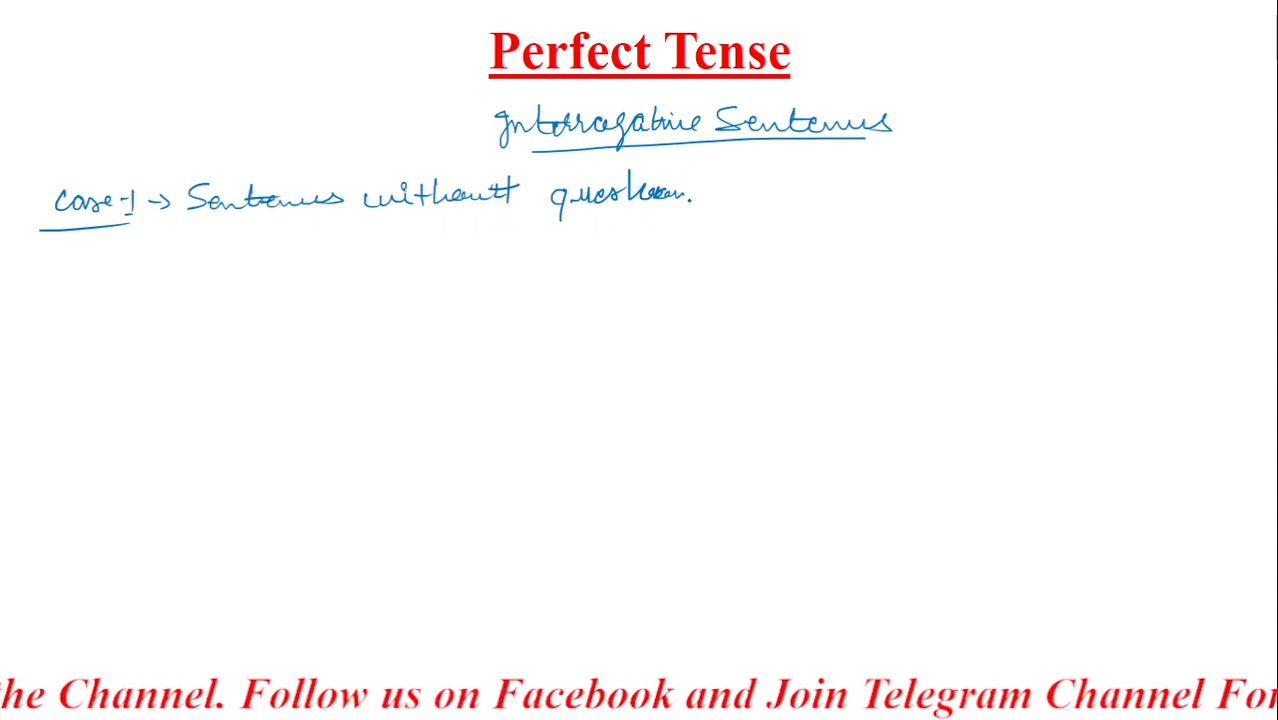 Perfect Tense
Interrogative Sentences
Case-1 → Sentences without question.
the Channel. Follow us on Facebook and Join Telegram Channel For